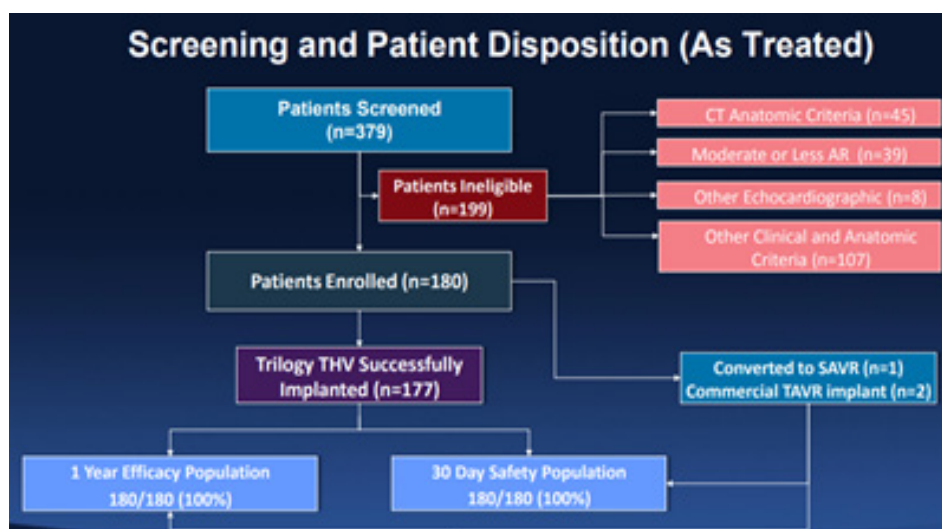 Screening and Patient Disposition (As Treated)
Patients Screened
(n=379)
CT Anatomic Criteria (n=45)
Moderate or Less AR (n=39)
Patients Ineligible
(n=199)
Other Echocardiographic (n=8)
Other Clinical and Anatomic
Criteria (n=107)
Patients Enrolled (n=180)
Trilogy THV Successfully
Implanted (n=177)
Converted to SAVR (n=1)
Commercial TAVR implant (n=2)
1 Year Efficacy Population
180/180 (100%)
30 Day Safety Population
180/180 (100%)